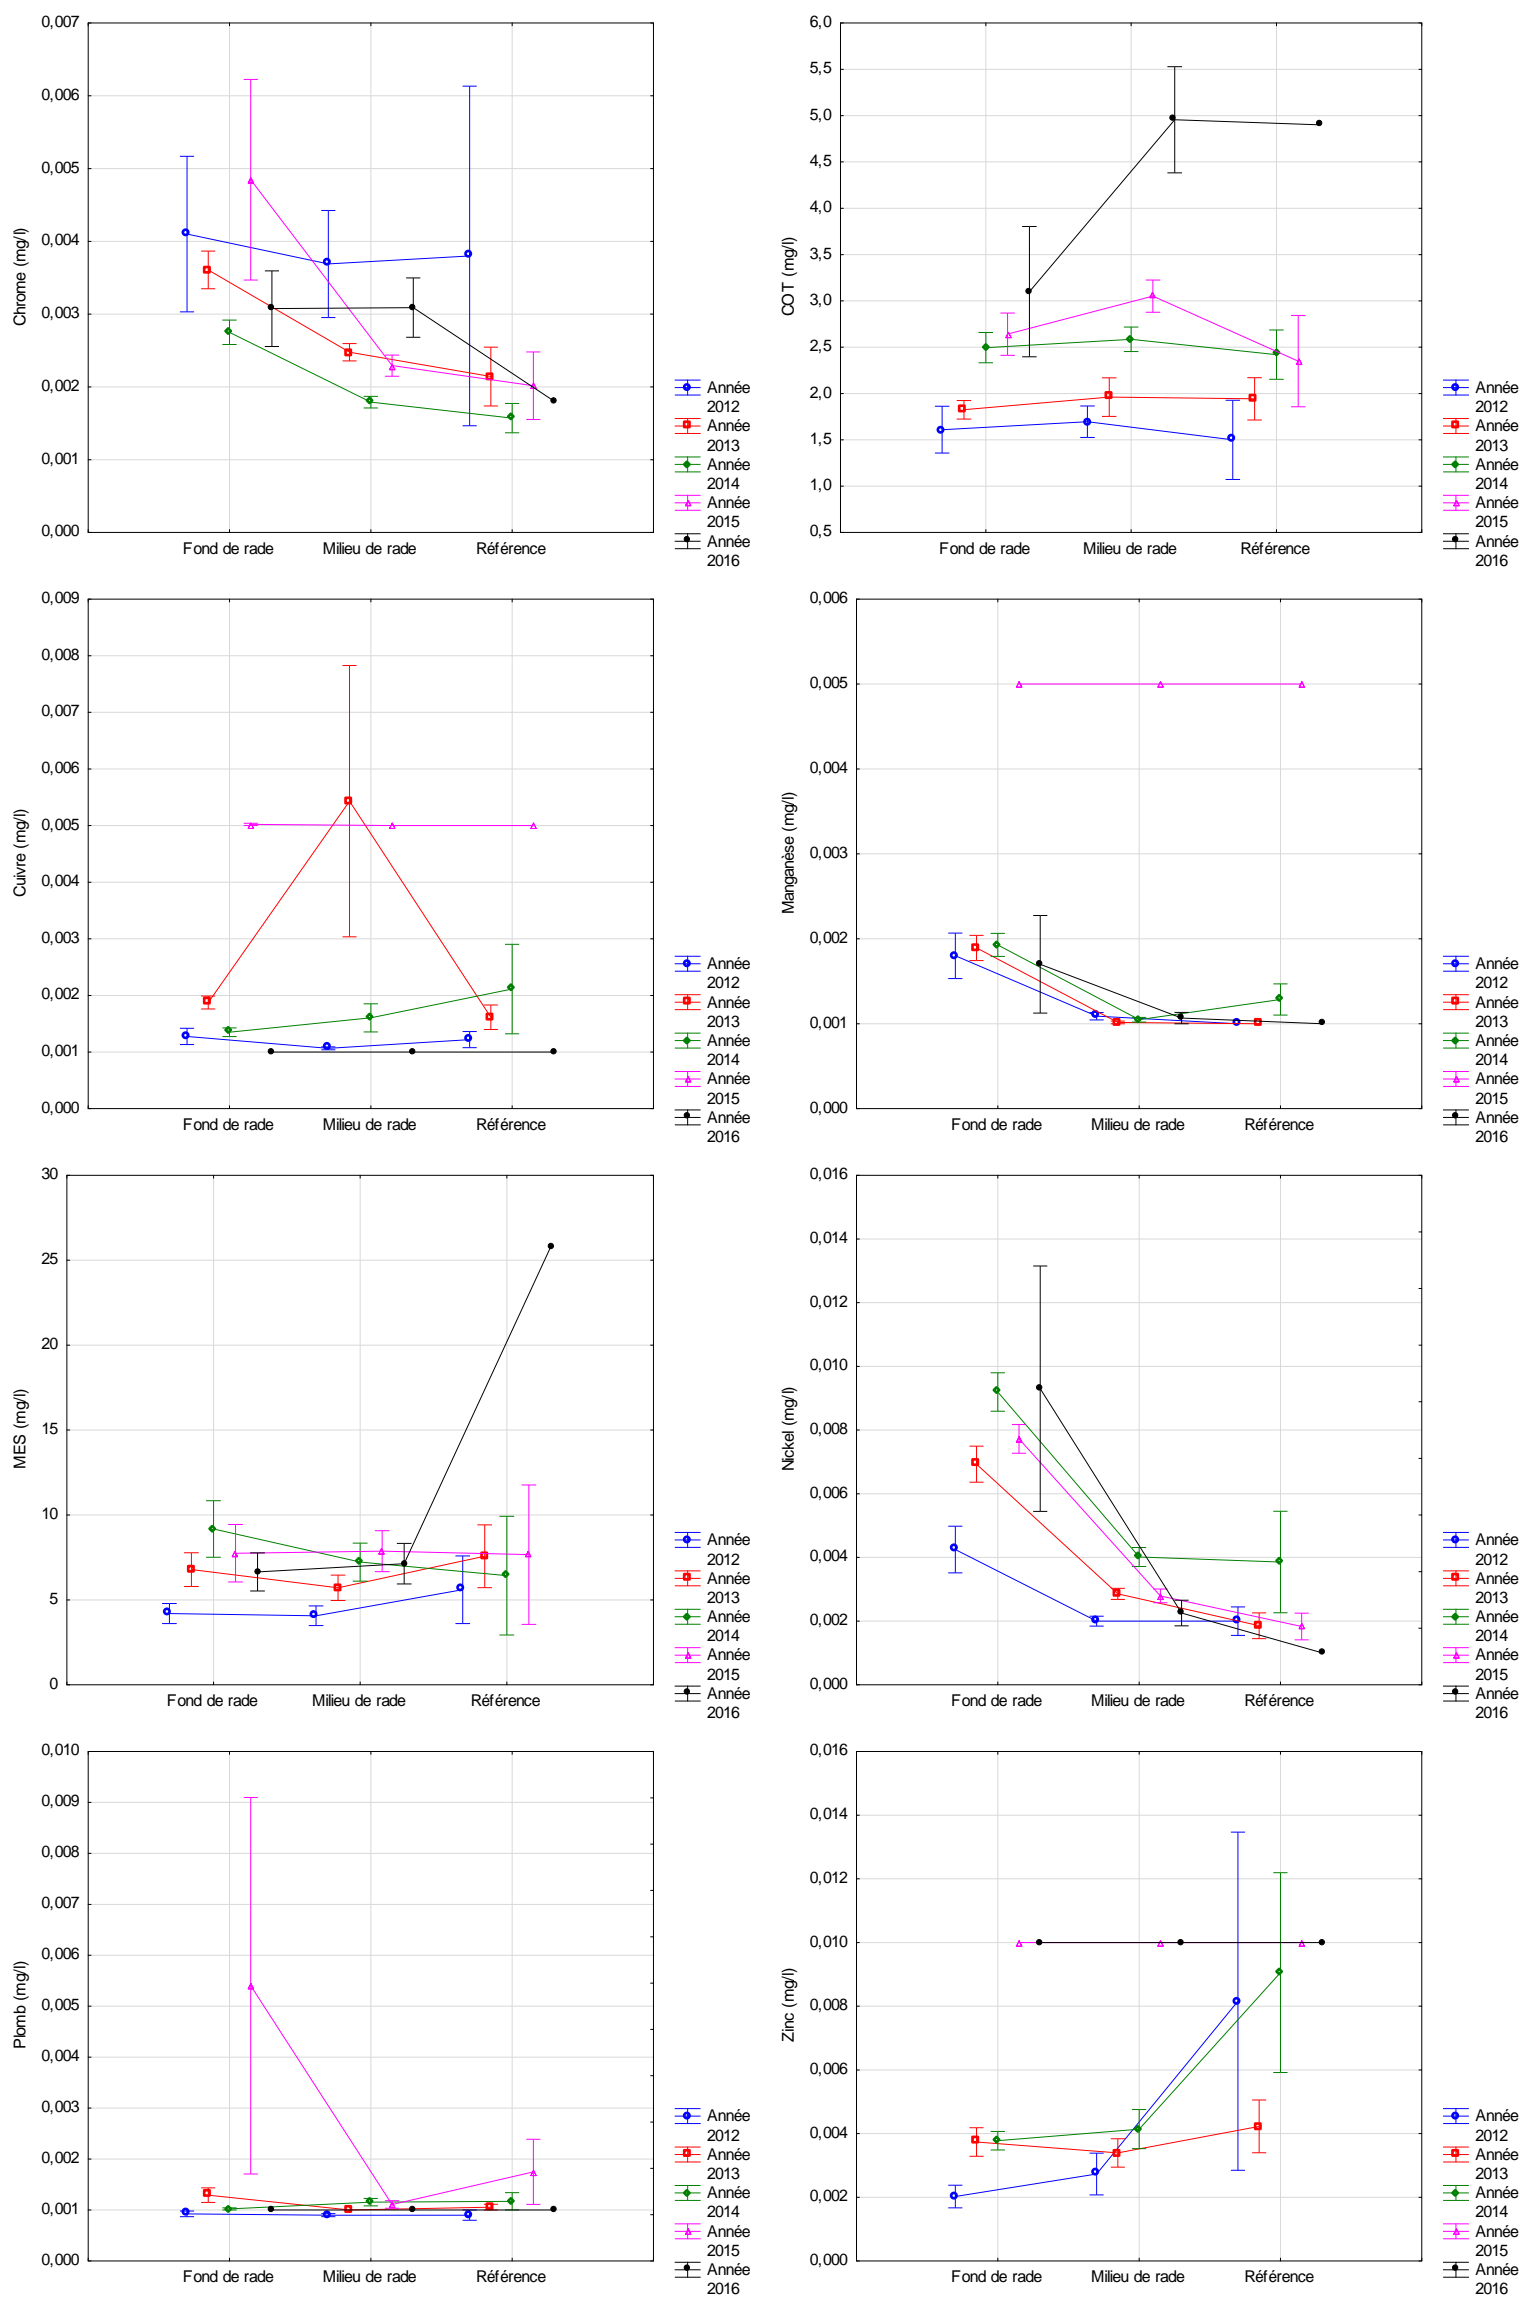 Chrome (mg/l)
0,007
0,006
0,005
0,004
0,003
0,002
0,001
0,000
Fond de rade Milieu de rade Référence
Année
2012
Année
2013
Année
2014
Année
2015
Année
2016
COT (mg/l)
6,0
5,5
5,0
4,5
4,0
3,5
3,0
2,5
2,0
1,5
1,0
0,5
Fond de rade Milieu de rade Référence
Année
2012
Année
2013
Année
2014
Année
2015
Année
2016
Cuivre (mg/l)
0,009
0,008
0,007
0,006
0,005
0,004
0,003
0,002
0,001
0,000
Fond de rade Milieu de rade Référence
Année
2012
Année
2013
Année
2014
Année
2015
Année
2016
Manganèse (mg/l)
0,006
0,005
0,004
0,003
0,002
0,001
0,000
Fond de rade Milieu de rade Référence
Année
2012
Année
2013
Année
2014
Année
2015
Année
2016
MES (mg/l)
30
25
20
15
10
5
0
Fond de rade Milieu de rade Référence
Année
2012
Année
2013
Année
2014
Année
2015
Année
2016
Nickel (mg/l)
0,016
0,014
0,012
0,010
0,008
0,006
0,004
0,002
0,000
Fond de rade Milieu de rade Référence
Année
2012
Année
2013
Année
2014
Année
2015
Année
2016
Plomb (mg/l)
0,010
0,009
0,008
0,007
0,006
0,005
0,004
0,003
0,002
0,001
0,000
Fond de rade Milieu de rade Référence
Année
2012
Année
2013
Année
2014
Année
2015
Année
2016
Zinc (mg/l)
0,016
0,014
0,012
0,010
0,008
0,006
0,004
0,002
0,000
Fond de rade Milieu de rade Référence
Année
2012
Année
2013
Année
2014
Année
2015
Année
2016